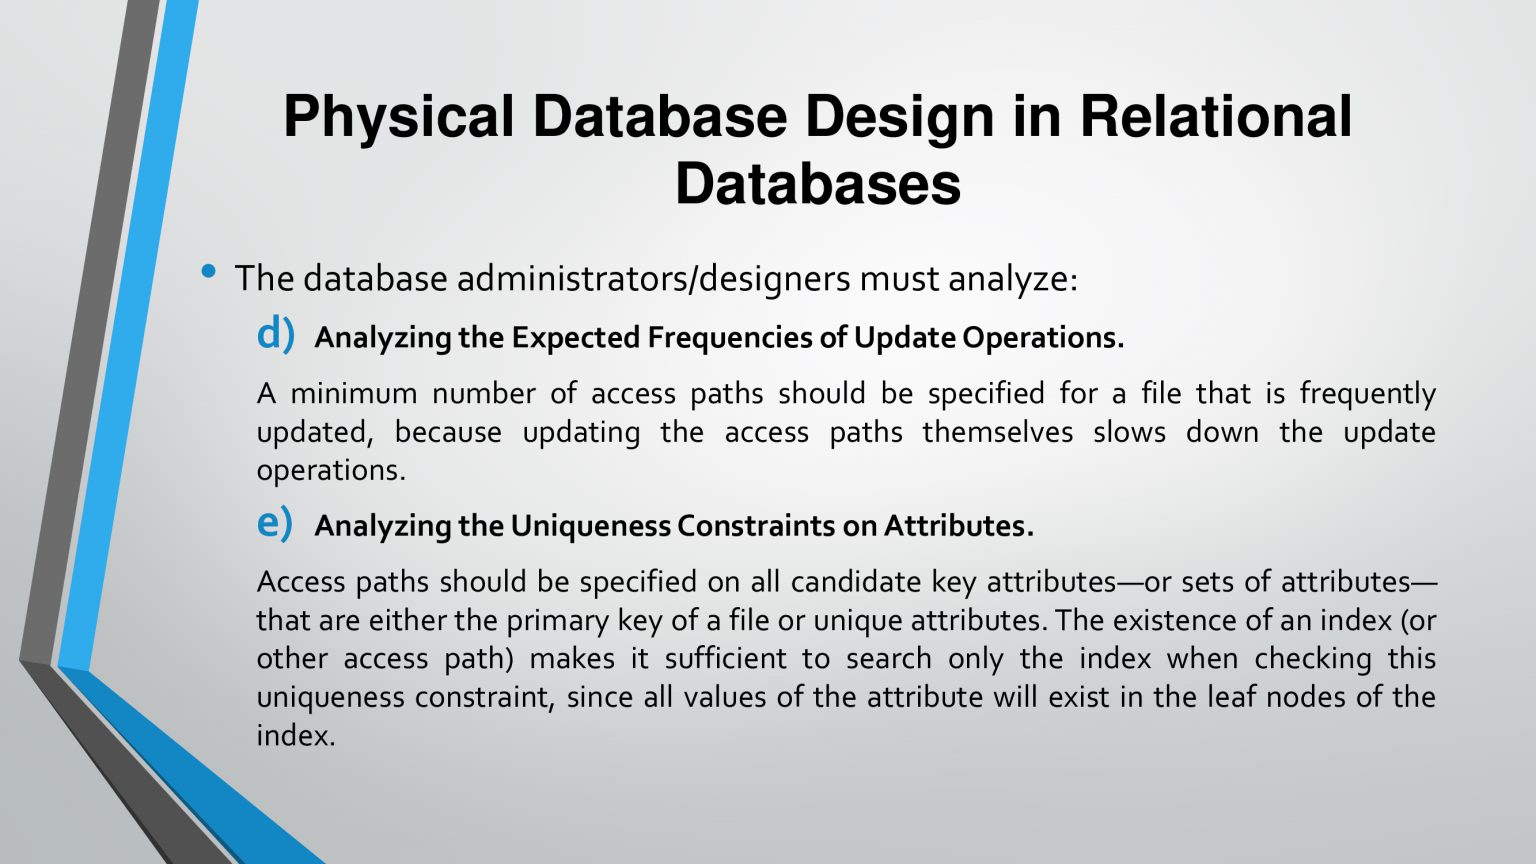 Physical Database Design in Relational
Databases
• The database administrators/designers must analyze:
d) Analyzing the Expected Frequencies of Update Operations.
A minimum number of access paths should be specified for a file that is frequently
updated, because updating the access paths themselves slows down the update
operations.
e) Analyzing the Uniqueness Constraints on Attributes.
Access paths should be specified on all candidate key attributes—or sets of attributes—
that are either the primary key of a file or unique attributes. The existence of an index (or
other access path) makes it sufficient to search only the index when checking this
uniqueness constraint, since all values of the attribute will exist in the leaf nodes of the
index.